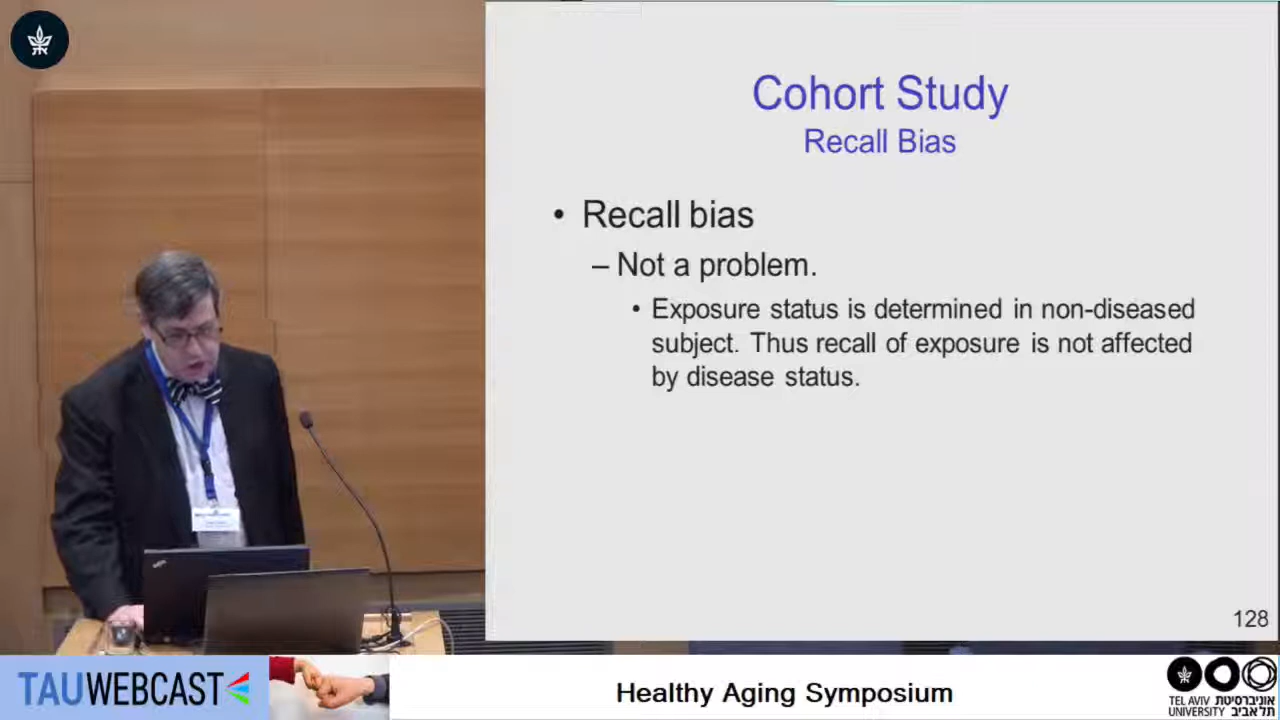 Cohort Study
Recall Bias
• Recall bias
– Not a problem.
• Exposure status is determined in non-diseased
subject. Thus recall of exposure is not affected
by disease status.
128
TAUWEBCAST
Healthy Aging Symposium
TEL AVIV אוניברסיטת
UNIVERSITY תל אביב